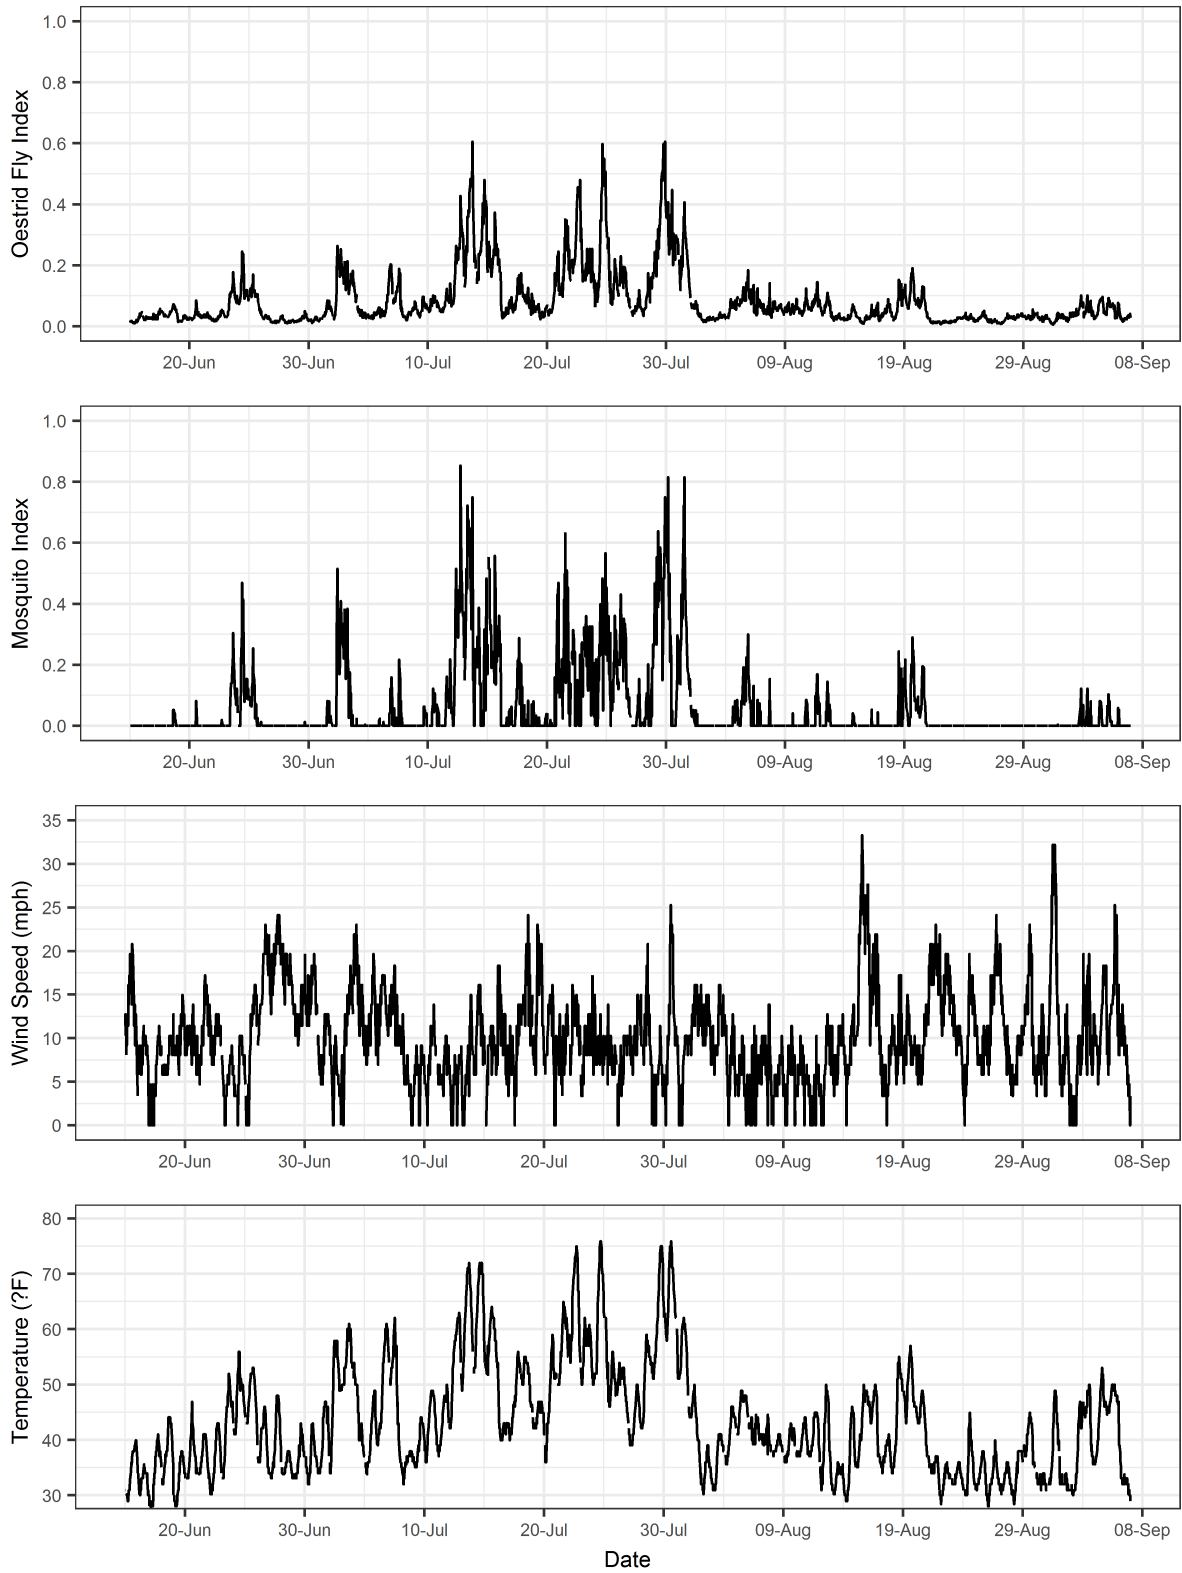 1.0
0.8
0.6
0.4
0.2
0.0
Oestrid Fly Index
20-Jun 30-Jun 10-Jul 20-Jul 30-Jul 09-Aug 19-Aug 29-Aug 08-Sep
1.0
0.8
0.6
0.4
0.2
0.0
Mosquito Index
20-Jun 30-Jun 10-Jul 20-Jul 30-Jul 09-Aug 19-Aug 29-Aug 08-Sep
35
30
25
20
15
10
5
0
Wind Speed (mph)
20-Jun 30-Jun 10-Jul 20-Jul 30-Jul 09-Aug 19-Aug 29-Aug 08-Sep
80
70
60
50
40
30
Temperature (?F)
20-Jun 30-Jun 10-Jul 20-Jul 30-Jul 09-Aug 19-Aug 29-Aug 08-Sep
Date